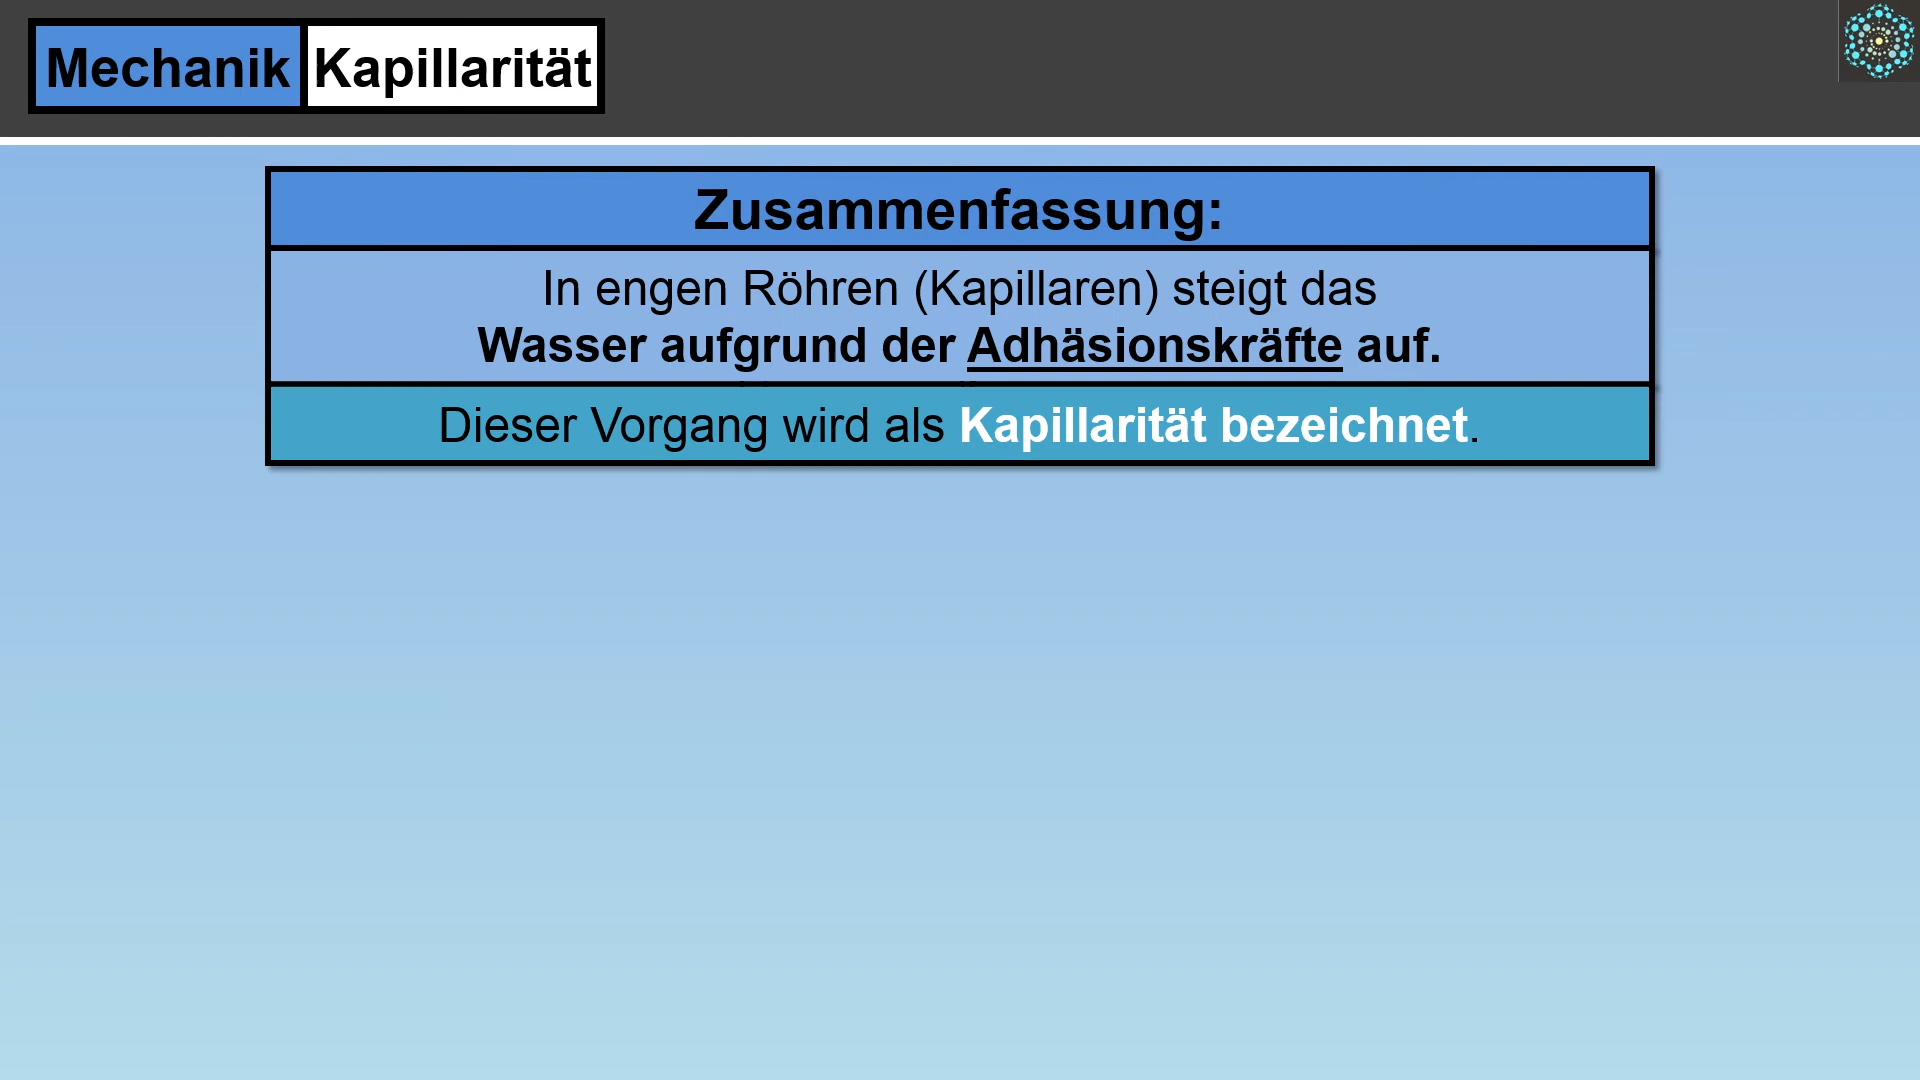 Mechanik Kapillarität
Zusammenfassung:
In engen Röhren (Kapillaren) steigt das
Wasser aufgrund der Adhäsionskräfte auf.
Dieser Vorgang wird als Kapillarität bezeichnet.